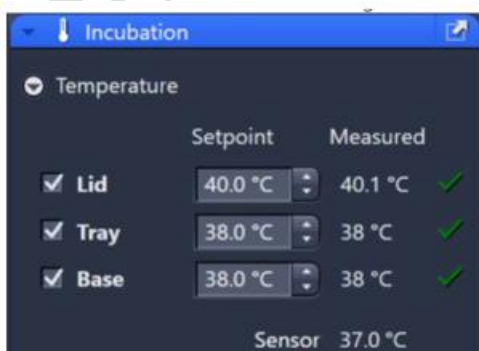 Incubation
Temperature
Setpoint Measured
Lid 40.0 °C 40.1 °C
Tray 38.0 °C 38 °C
Base 38.0 °C 38 °C
Sensor 37.0 °C